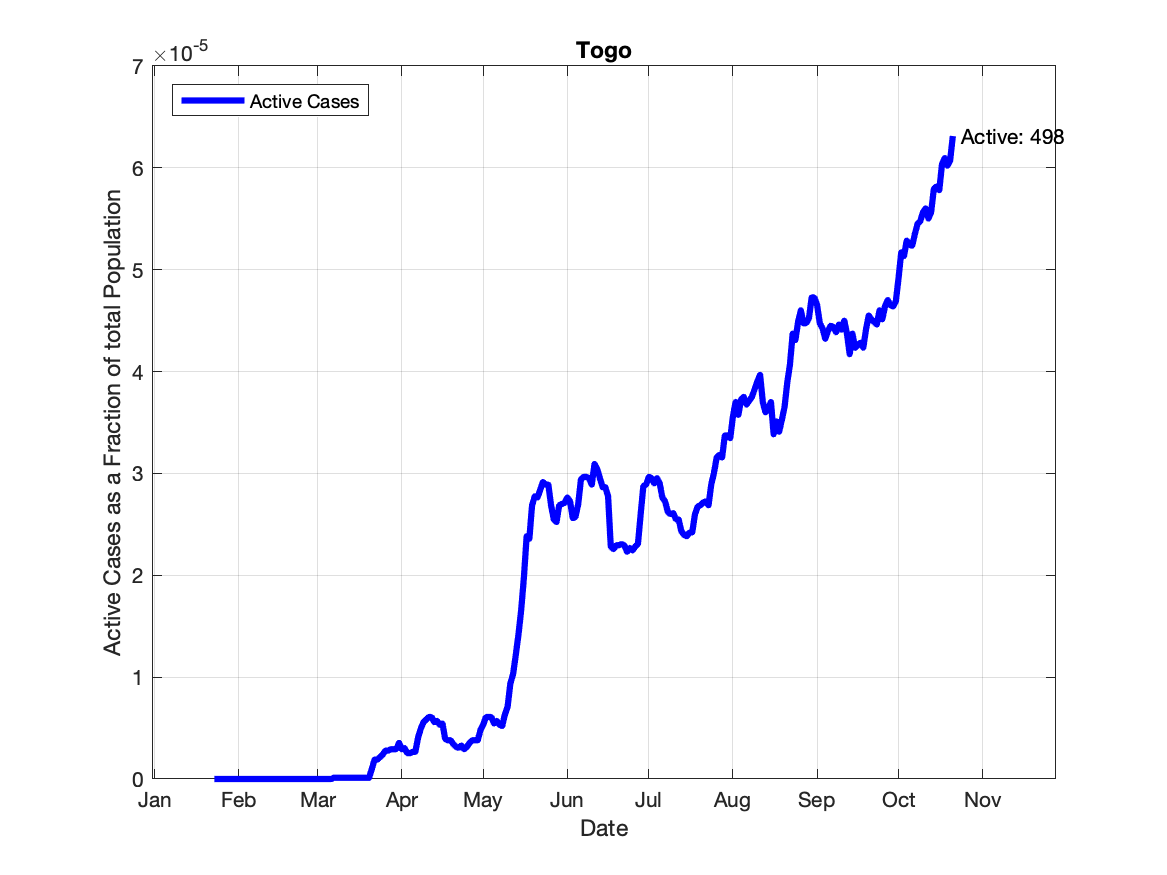 Togo
×10-5
7
6
5
4
3
2
1
0
Active Cases as a Fraction of total Population
Active Cases
Active: 498
Jan Feb Mar Apr May Jun Jul Aug Sep Oct Nov
Date